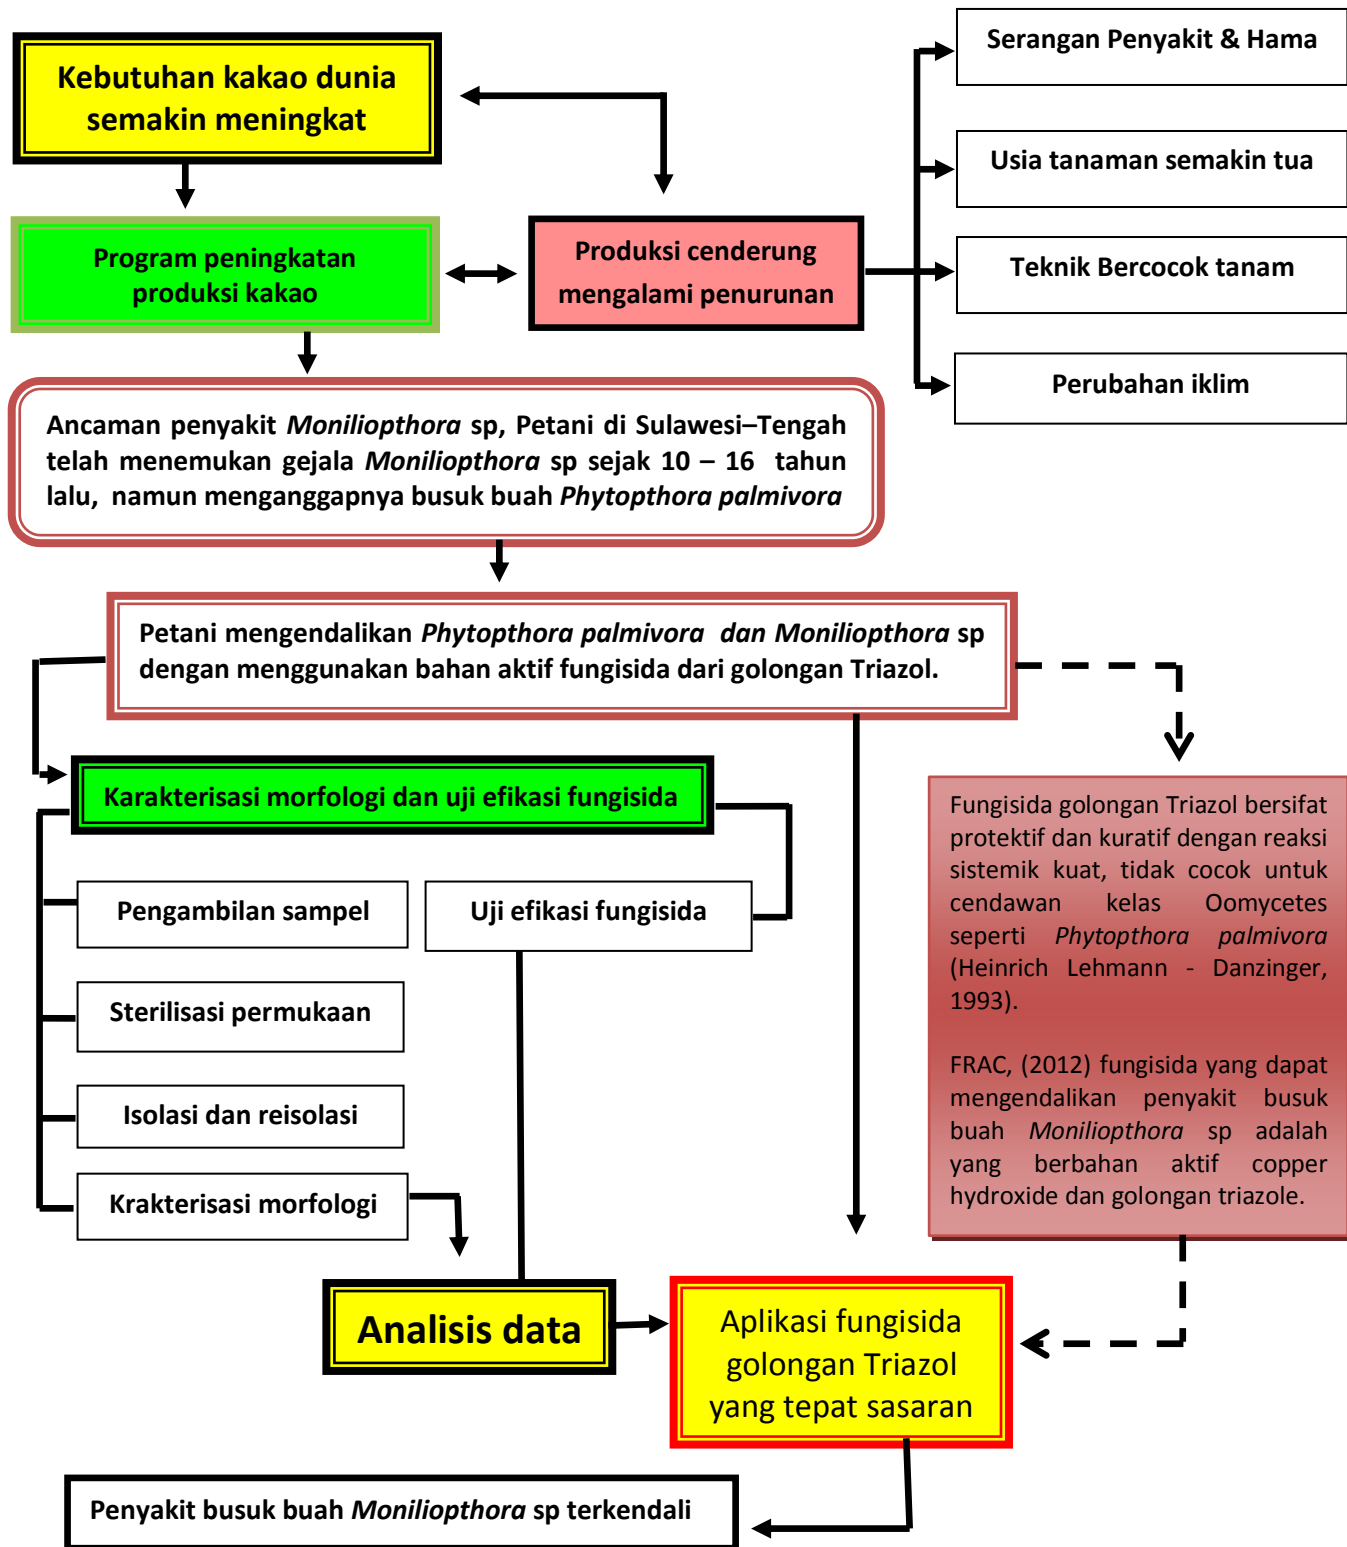 Kebutuhan kakao dunia
semakin meningkat
Serangan Penyakit & Hama
Usia tanaman semakin tua
Teknik Bercocok tanam
Perubahan iklim
Program peningkatan
produksi kakao
Produksi cenderung
mengalami penurunan
Ancaman penyakit Moniliopthora sp, Petani di Sulawesi–Tengah
telah menemukan gejala Moniliopthora sp sejak 10 – 16 tahun
lalu, namun menganggapnya busuk buah Phytopthora palmivora
Petani mengendalikan Phytopthora palmivora dan Moniliopthora sp
dengan menggunakan bahan aktif fungisida dari golongan Triazol.
Karakterisasi morfologi dan uji efikasi fungisida
Pengambilan sampel
Uji efikasi fungisida
Sterilisasi permukaan
Isolasi dan reisolasi
Krakterisasi morfologi
Fungisida golongan Triazol bersifat
protektif dan kuratif dengan reaksi
sistemik kuat, tidak cocok untuk
cendawan kelas Oomycetes
seperti Phytopthora palmivora
(Heinrich Lehmann - Danzinger,
1993).
FRAC, (2012) fungisida yang dapat
mengendalikan penyakit busuk
buah Moniliopthora sp adalah
yang berbahan aktif copper
hydroxide dan golongan triazole.
Analisis data
Aplikasi fungisida
golongan Triazol
yang tepat sasaran
Penyakit busuk buah Moniliopthora sp terkendali